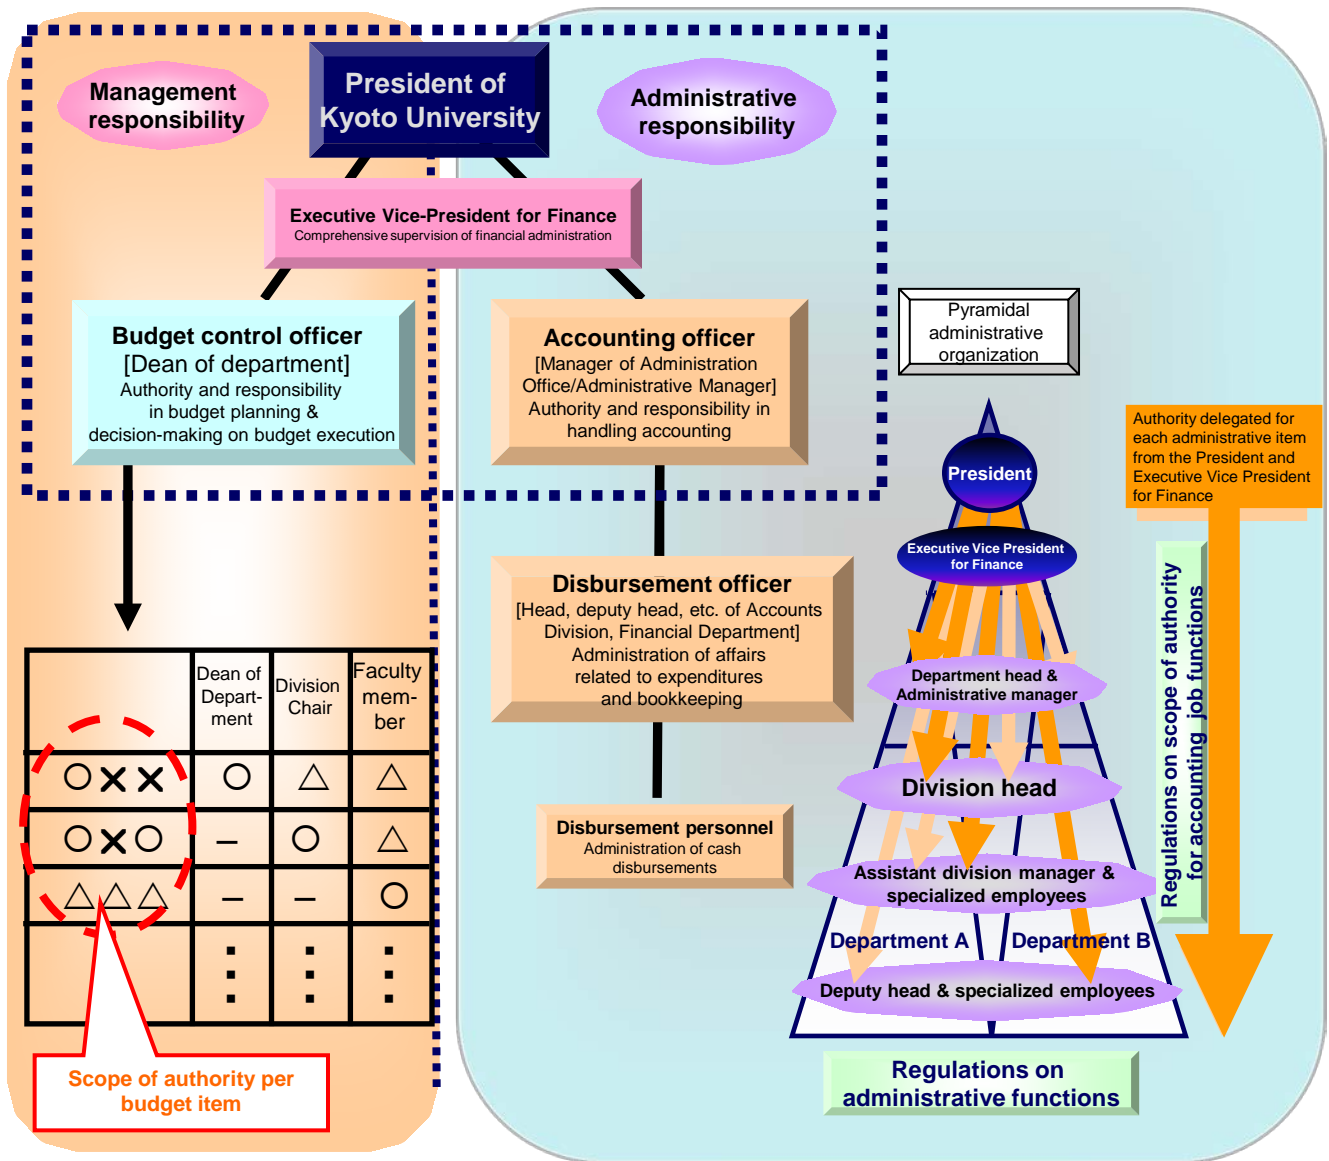 Management
responsibility
President of
Kyoto University
Administrative
responsibility
Executive Vice-President for Finance
Comprehensive supervision of financial administration
Budget control officer
[Dean of department]
Authority and responsibility
in budget planning &
decision-making on budget execution
Accounting officer
[Manager of Administration
Office/Administrative Manager]
Authority and responsibility in
handling accounting
Pyramidal
administrative
organization
Authority delegated for
each administrative item
from the President and
Executive Vice President
for Finance
President
Executive Vice President
for Finance
Disbursement officer
[Head, deputy head, etc. of Accounts
Division, Financial Department]
Administration of affairs
related to expenditures
and bookkeeping
Department head &
Administrative manager
Regulations on scope of authority
for accounting job functions
Dean of
Depart-
ment
Division
Chair
Faculty
mem-
ber
○×× ○ △ △
○×○ – ○ △
△△△ – – ○
Division head
Disbursement personnel
Administration of cash
disbursements
Assistant division manager &
specialized employees
Department A
Department B
Deputy head & specialized employees
Scope of authority per
budget item
Regulations on
administrative functions